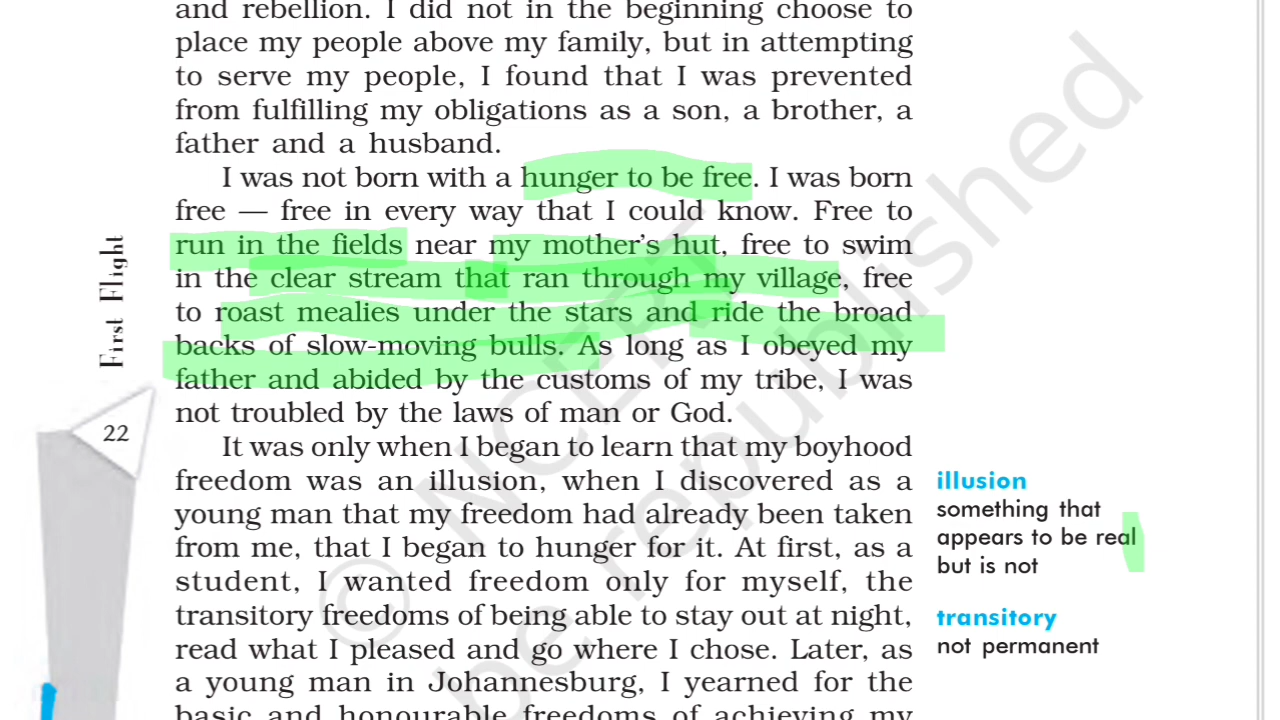 and rebellion. I did not in the beginning choose to
place my people above my family, but in attempting
to serve my people, I found that I was prevented
from fulfilling my obligations as a son, a brother, a
father and a husband.
I was not born with a hunger to be free. I was born
free — free in every way that I could know. Free to
run in the fields near my mother's hut, free to swim
in the clear stream that ran through my village, free
to roast mealies under the stars and ride the broad
backs of slow-moving bulls. As long as I obeyed my
father and abided by the customs of my tribe, I was
not troubled by the laws of man or God.
It was only when I began to learn that my boyhood
freedom was an illusion, when I discovered as a
young man that my freedom had already been taken
from me, that I began to hunger for it. At first, as a
student, I wanted freedom only for myself, the
transitory freedoms of being able to stay out at night,
read what I pleased and go where I chose. Later, as
a young man in Johannesburg, I yearned for the
basic and honourable freedoms of achieving my
illusion
something that
appears to be real
but is not
transitory
not permanent
First Flight
22
© NCERT
be republished